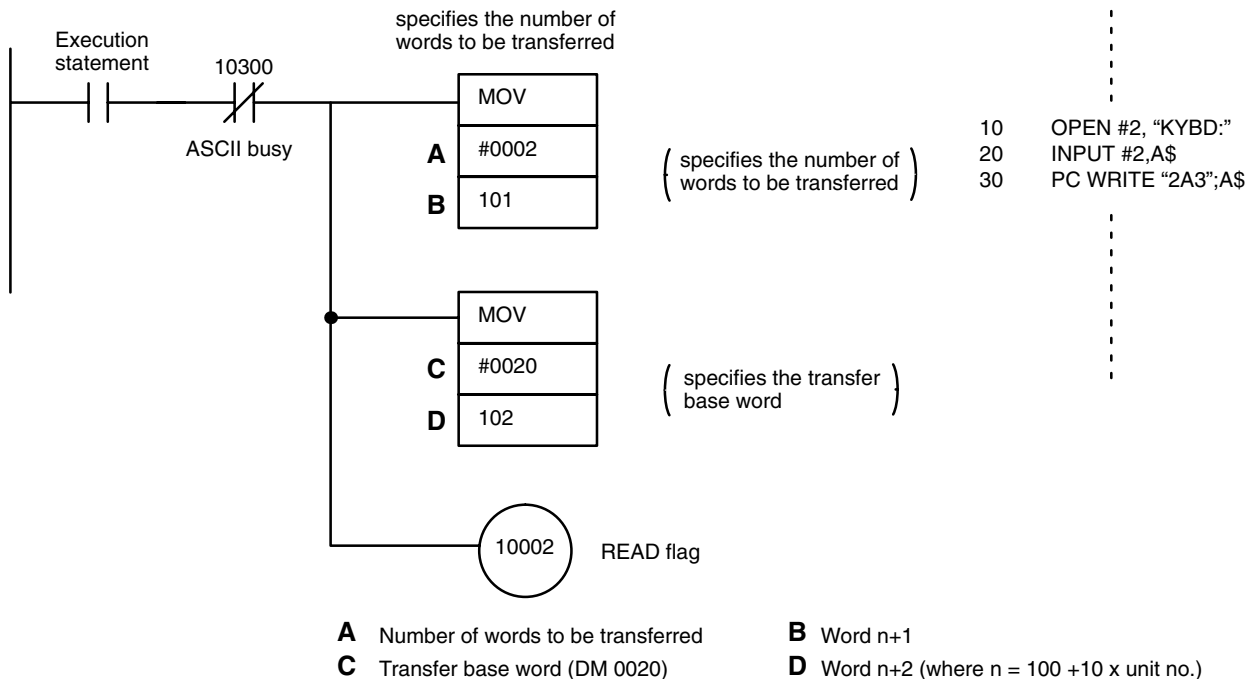 specifies the number of
words to be transferred
Execution
statement
10300
ASCII busy
MOV
A #0002
B 101
specifies the number of
words to be transferred
10 OPEN #2, “KYBD:”
20 INPUT #2,A$
30 PC WRITE “2A3”;A$
MOV
C #0020
D 102
specifies the transfer
base word
10002
READ flag
A Number of words to be transferred
B Word n+1
C Transfer base word (DM 0020)
D Word n+2 (where n = 100 +10 x unit no.)